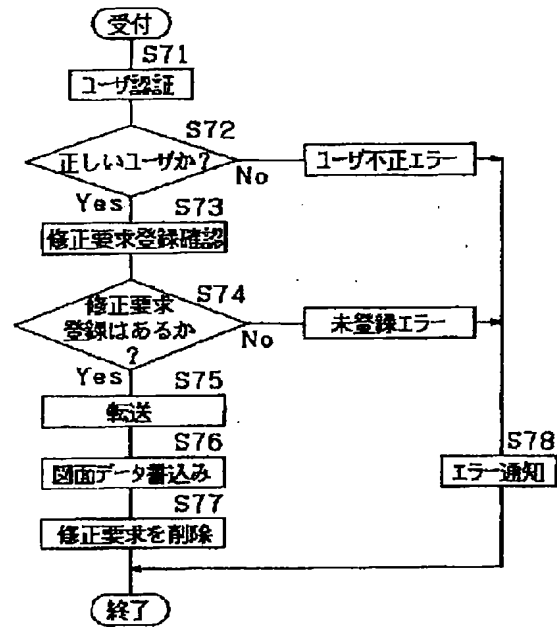 受付
S71
ユーザ認証
S72
正しいユーザか?
No
ユーザ不正エラー
Yes
S73
修正要求登録確認
S74
修正要求
登録はあるか
?
No
未登録エラー
Yes
S75
転送
S76
図面データ書込み
S77
修正要求を削除
S78
エラー通知
終了